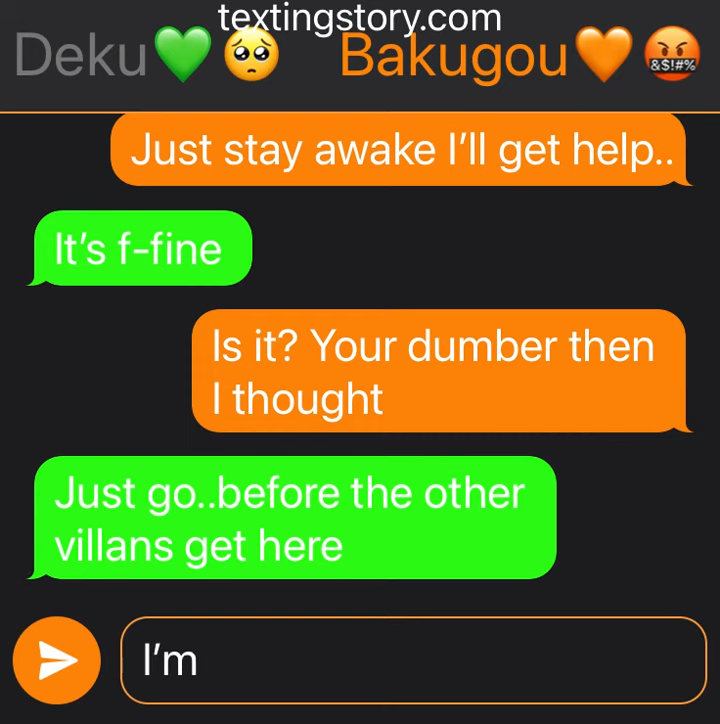 textingstory.com
Deku💚🥺 Bakugou🧡🤬
Just stay awake I'll get help..
It's f-fine
Is it? Your dumber then
I thought
Just go..before the other
villans get here
I'm